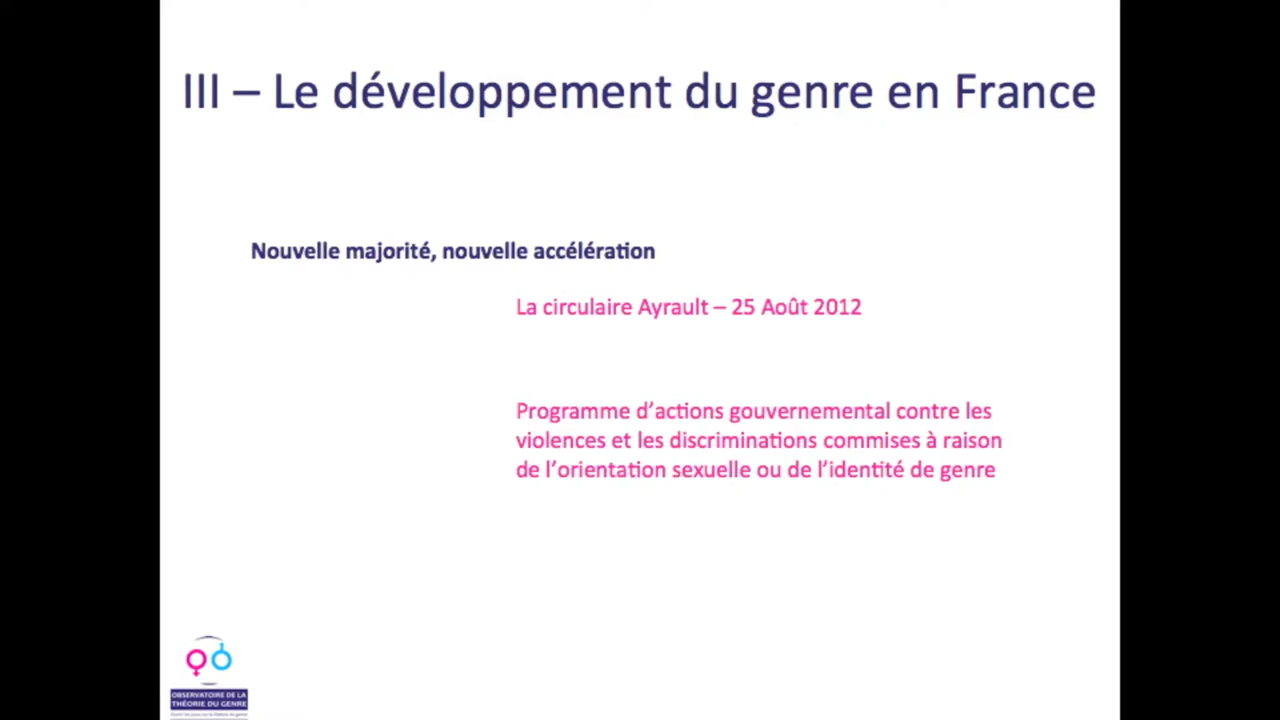 III – Le développement du genre en France
Nouvelle majorité, nouvelle accélération
La circulaire Ayrault – 25 Août 2012
Programme d’actions gouvernemental contre les
violences et les discriminations commises à raison
de l’orientation sexuelle ou de l’identité de genre
OBSERVATOIRE DE LA
THÉORIE DU GENRE